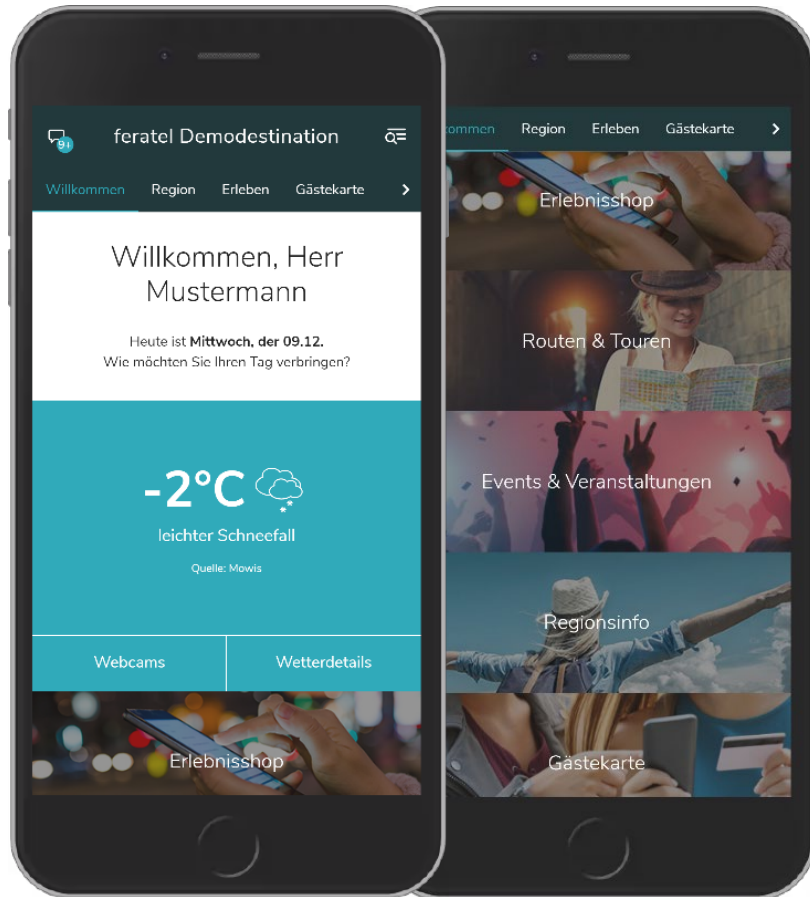 9+
feratel Demodestination
Willkommen
Region
Erleben
Gästekarte
Willkommen, Herr
Mustermann
Heute ist Mittwoch, der 09.12.
Wie möchten Sie Ihren Tag verbringen?
-2°C
leichter Schneefall
Quelle: Mowis
Webcams
Wetterdetails
Erlebnisshop
kommen
Region
Erleben
Gästekarte
Erlebnisshop
Routen & Touren
Events & Veranstaltungen
Regionsinfo
Gästekarte